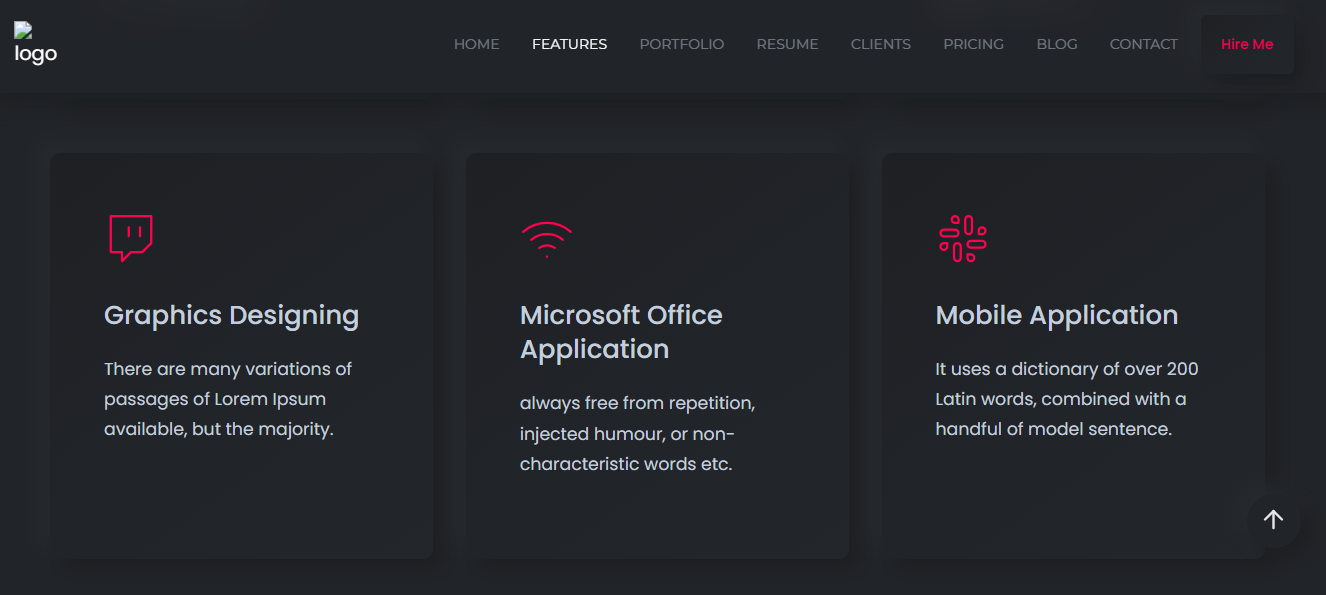 logo
HOME FEATURES PORTFOLIO RESUME CLIENTS PRICING BLOG CONTACT Hire Me
Graphics Designing
There are many variations of
passages of Lorem Ipsum
available, but the majority.
Microsoft Office
Application
always free from repetition,
injected humour, or non-
characteristic words etc.
Mobile Application
It uses a dictionary of over 200
Latin words, combined with a
handful of model sentence.